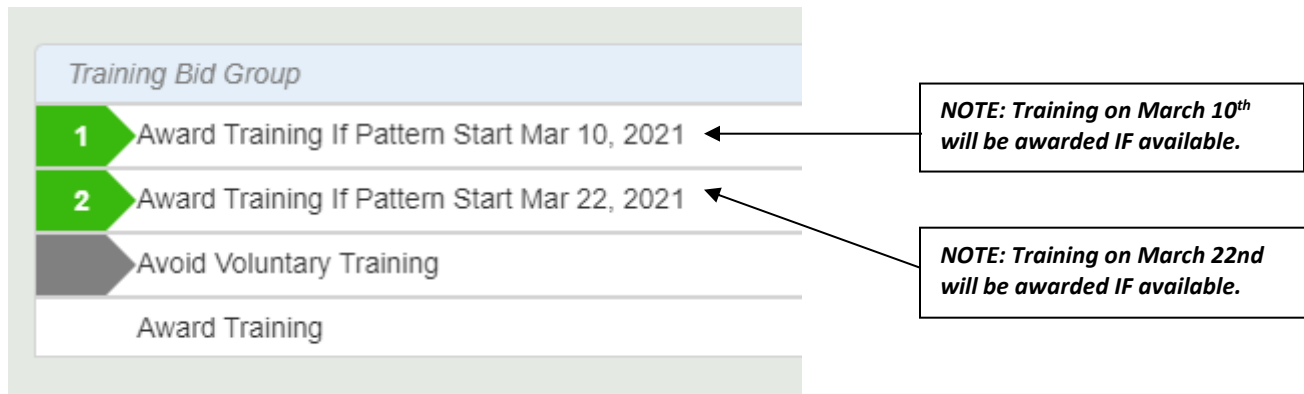 Training Bid Group
1 Award Training If Pattern Start Mar 10, 2021
NOTE: Training on March 10th
will be awarded IF available.
2 Award Training If Pattern Start Mar 22, 2021
Avoid Voluntary Training
NOTE: Training on March 22nd
will be awarded IF available.
Award Training